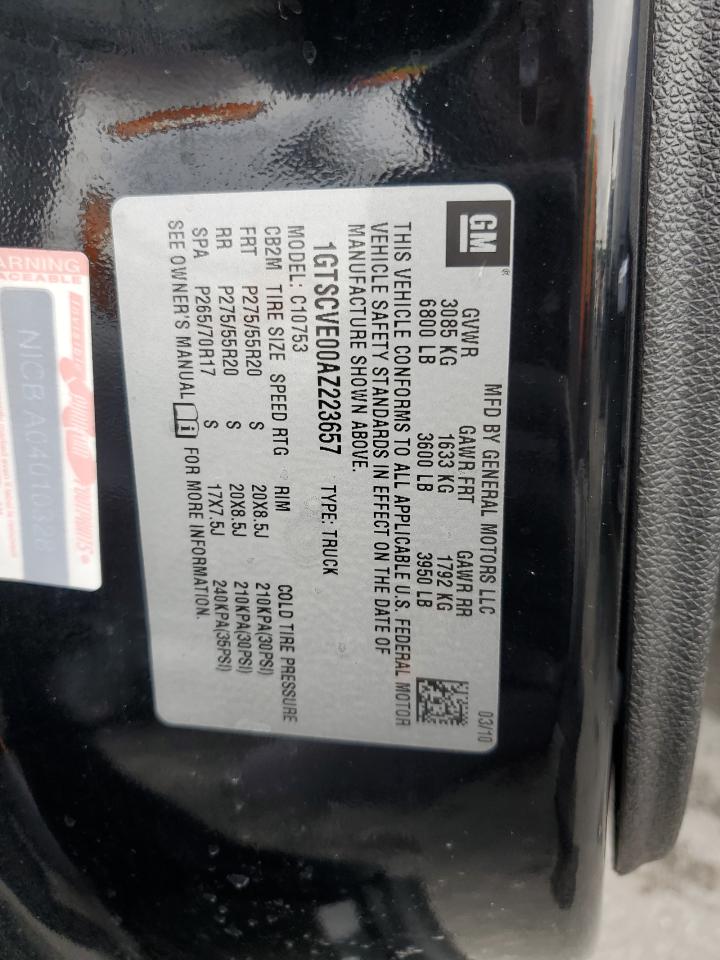 GM
®
MFD BY GENERAL MOTORS LLC 03/10
GVWR GAWR FRT GAWR RR
3085 KG 1633 KG 1792 KG
6800 LB 3600 LB 3950 LB
THIS VEHICLE CONFORMS TO ALL APPLICABLE U.S. FEDERAL MOTOR
VEHICLE SAFETY STANDARDS IN EFFECT ON THE DATE OF
MANUFACTURE SHOWN ABOVE.
1GTSCVE00AZ223657 TYPE: TRUCK
MODEL: C10753
CB2M TIRE SIZE SPEED RTG RIM COLD TIRE PRESSURE
FRT P275/55R20 S 20X8.5J 210KPA(30PSI)
RR P275/55R20 S 20X8.5J 210KPA(30PSI)
SPA P265/70R17 S 17X7.5J 240KPA(35PSI)
SEE OWNER'S MANUAL i FOR MORE INFORMATION.
NICB